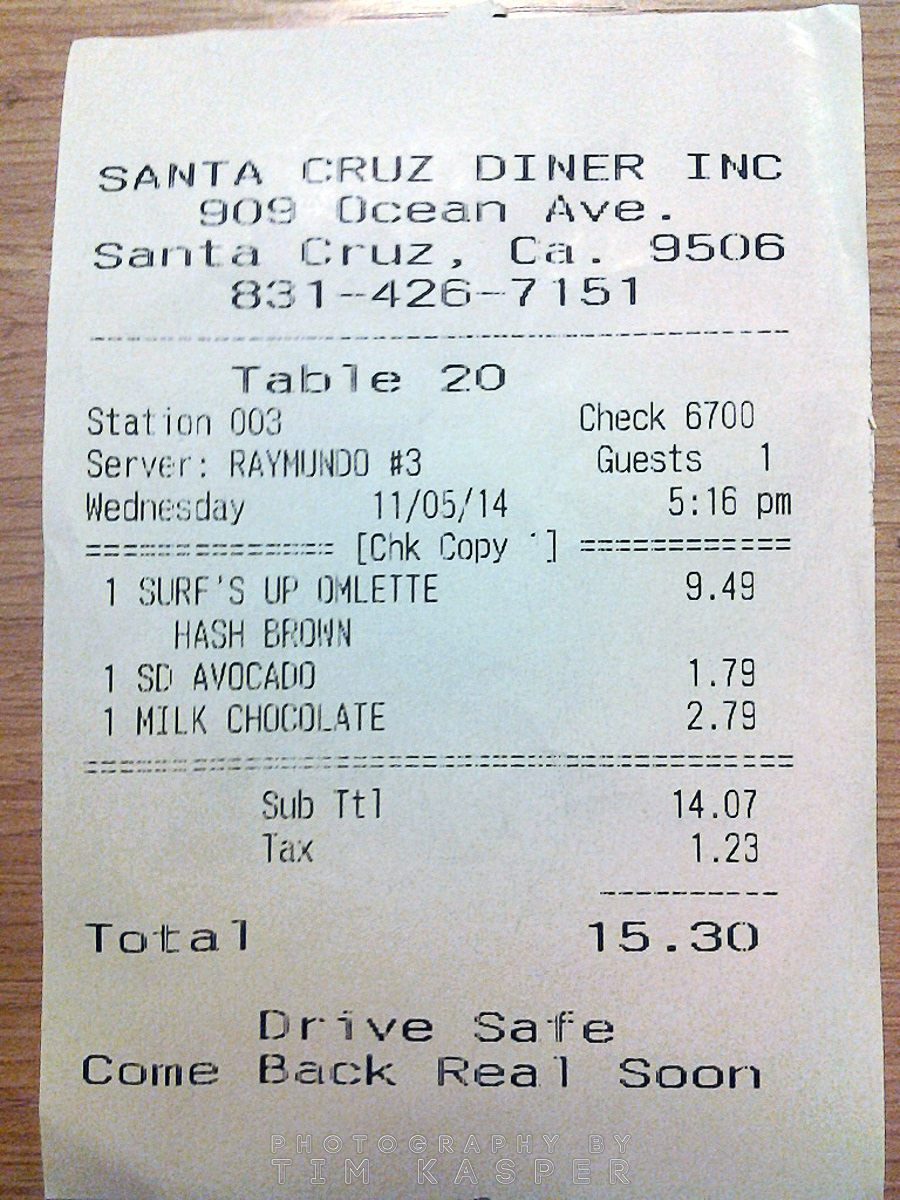 SANTA CRUZ DINER INC
909 Ocean Ave.
Santa Cruz, Ca. 9506
831-426-7151
Table 20
Station 003 Check 6700
Server: RAYMUNDO #3 Guests 1
Wednesday 11/05/14 5:16 pm
=============== [Chk Copy ] =============
1 SURF'S UP OMLETTE 9.49
HASH BROWN
1 SD AVOCADO 1.79
1 MILK CHOCOLATE 2.79
Sub Ttl 14.07
Tax 1.23
Total 15.30
Drive Safe
Come Back Real Soon
PHOTOGRAPHY BY
TIM KASPER